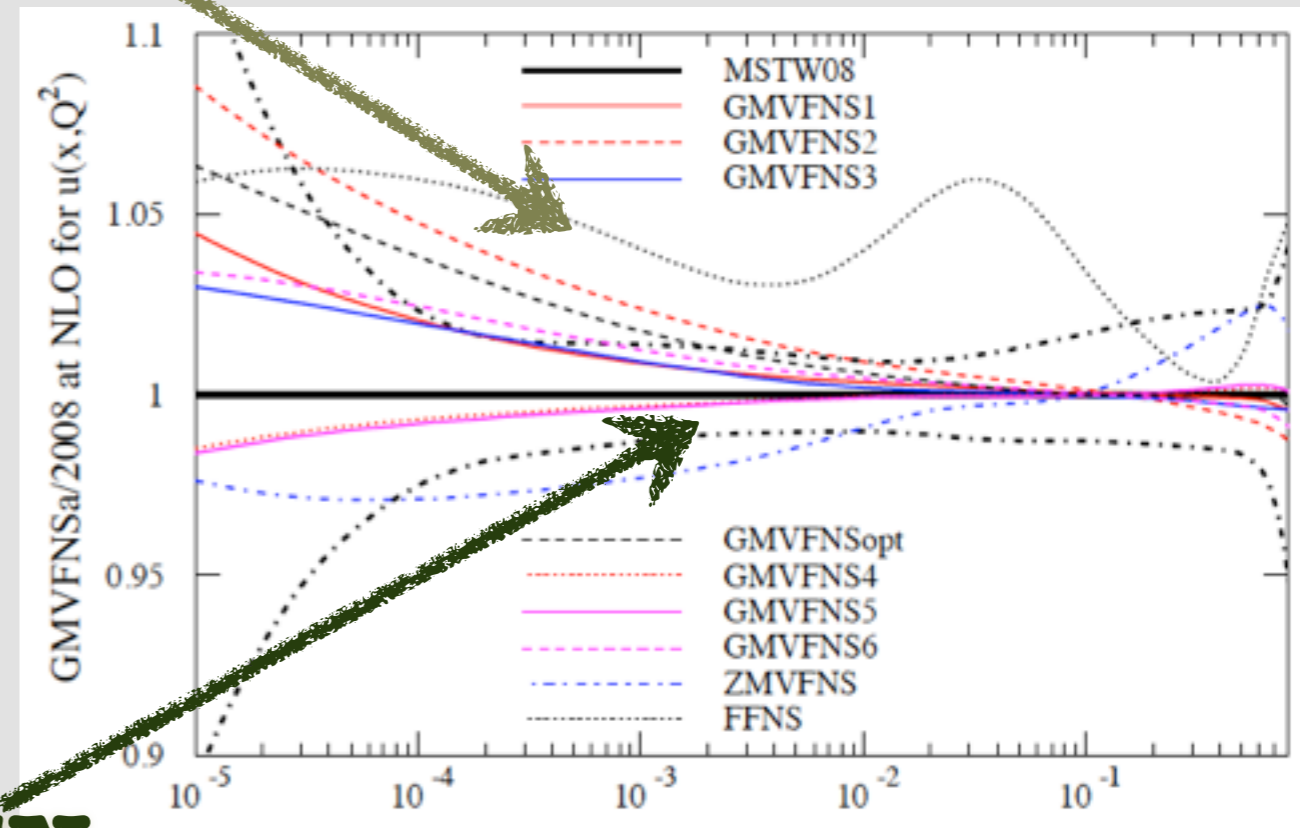 GMVFNSa/2008 at NLO for u(x,Q²)
1.1
1.05
1
0.95
0.9
MSTW08
GMVFNS1
GMVFNS2
GMVFNS3
GMVFNSopt
GMVFNS4
GMVFNS5
GMVFNS6
ZMVFNS
FFNS
10⁻⁵ 10⁻⁴ 10⁻³ 10⁻² 10⁻¹